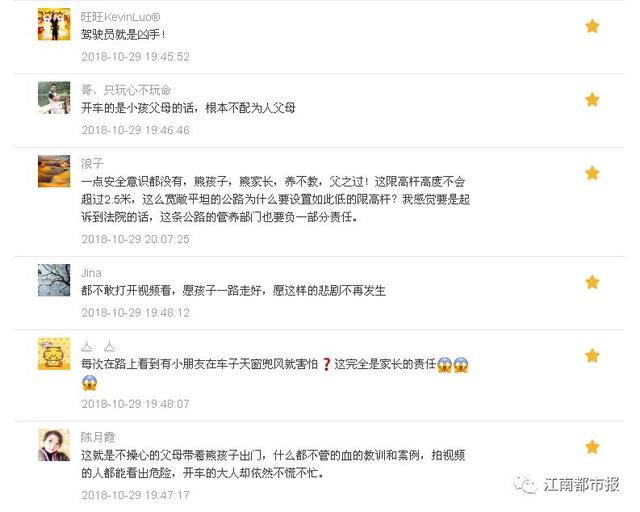 旺旺KevinLuo®
驾驶员就是凶手！
2018-10-29 19:45:52
哥、只玩心不玩命
开车的是小孩父母的话，根本不配为人父母
2018-10-29 19:46:46
浪子
一点安全意识都没有，熊孩子，熊家长，养不教，父之过！这限高杆高度不会
超过2.5米，这么宽敞平坦的公路为什么要设置如此低的限高杆？我感觉要是起
诉到法院的话，这条公路的管养部门也要负一部分责任。
2018-10-29 20:07:25
Jina
都不敢打开视频看，愿孩子一路走好，愿这样的悲剧不再发生
2018-10-29 19:48:12
亼 亼
每次在路上看到有小朋友在车子天窗兜风就害怕❓这完全是家长的责任😱😱
😱
2018-10-29 19:48:07
陈月霞
这就是不操心的父母带着熊孩子出门，什么都不管的血的教训和案例，拍视频
的人都能看出危险，开车的大人却依然不慌不忙。
2018-10-29 19:47:17
江南都市报